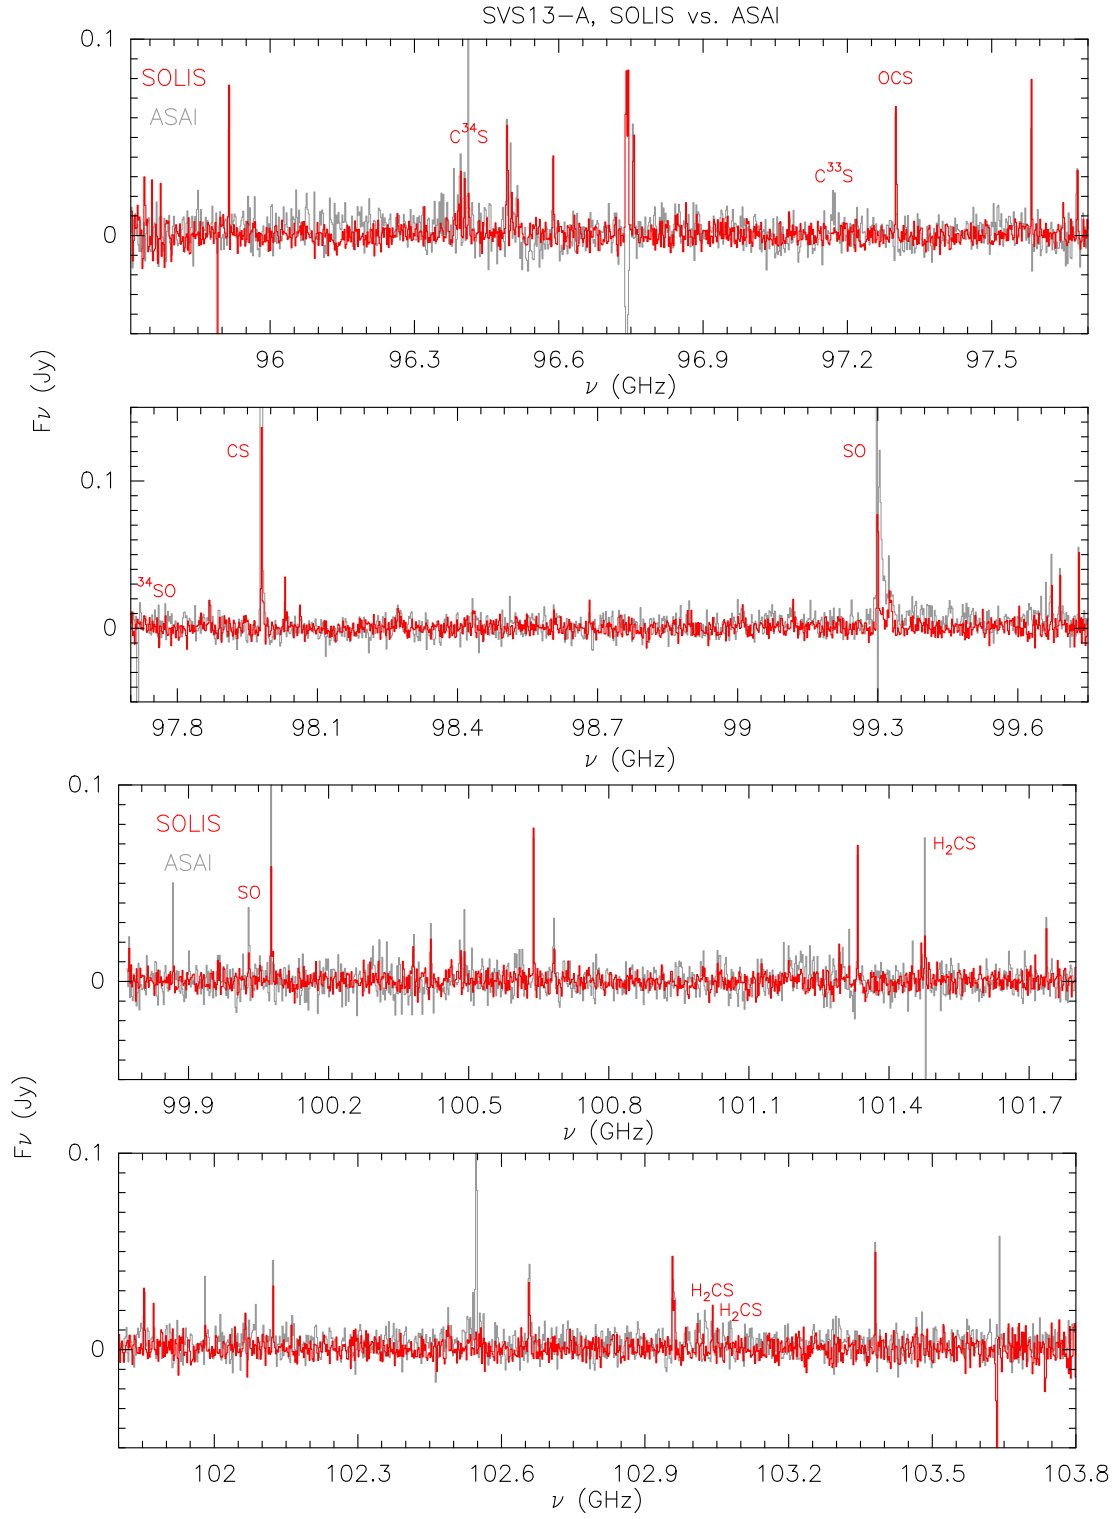 SVS13-A, SOLIS vs. ASAI
0.1
SOLIS
ASAI
C³⁴S
C³³S
OCS
0
96
96.3
96.6
96.9
97.2
97.5
ν (GHz)
Fν (Jy)
CS
SO
0.1
³⁴SO
0
97.8
98.1
98.4
98.7
99
99.3
99.6
ν (GHz)
0.1
SOLIS
ASAI
SO
H₂CS
0
99.9
100.2
100.5
100.8
101.1
101.4
101.7
ν (GHz)
Fν (Jy)
0.1
H₂CS
H₂CS
0
102
102.3
102.6
102.9
103.2
103.5
103.8
ν (GHz)